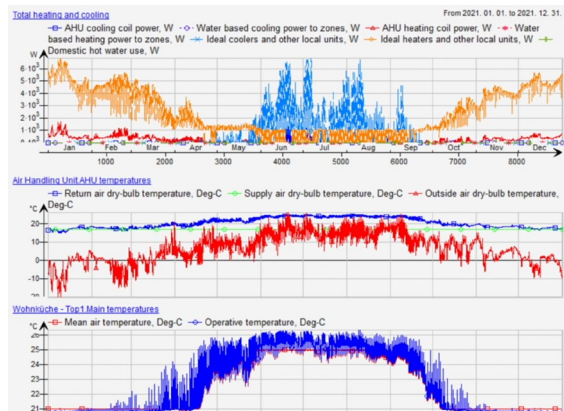 Total heating and cooling
From 2021. 01. 01. to 2021. 12. 31.
AHU cooling coil power, W Water based cooling power to zones, W AHU heating coil power, W Water
based heating power to zones, W Ideal coolers and other local units, W Ideal heaters and other local units, W
W Domestic hot water use, W
6·10³
5·10³
4·10³
3·10³
2·10³
1·10³
Jan Feb Mar Apr May Jun Jul Aug Sep Oct Nov Dec
1000 2000 3000 4000 5000 6000 7000 8000
Air Handling Unit.AHU temperatures
Return air dry-bulb temperature, Deg-C Supply air dry-bulb temperature, Deg-C Outside air dry-bulb temperature,
°C Deg-C
20
10
0
-10
-20
Wohnküche - Top1.Main temperatures
°C Mean air temperature, Deg-C Operative temperature, Deg-C
26
25
24
23
22
21